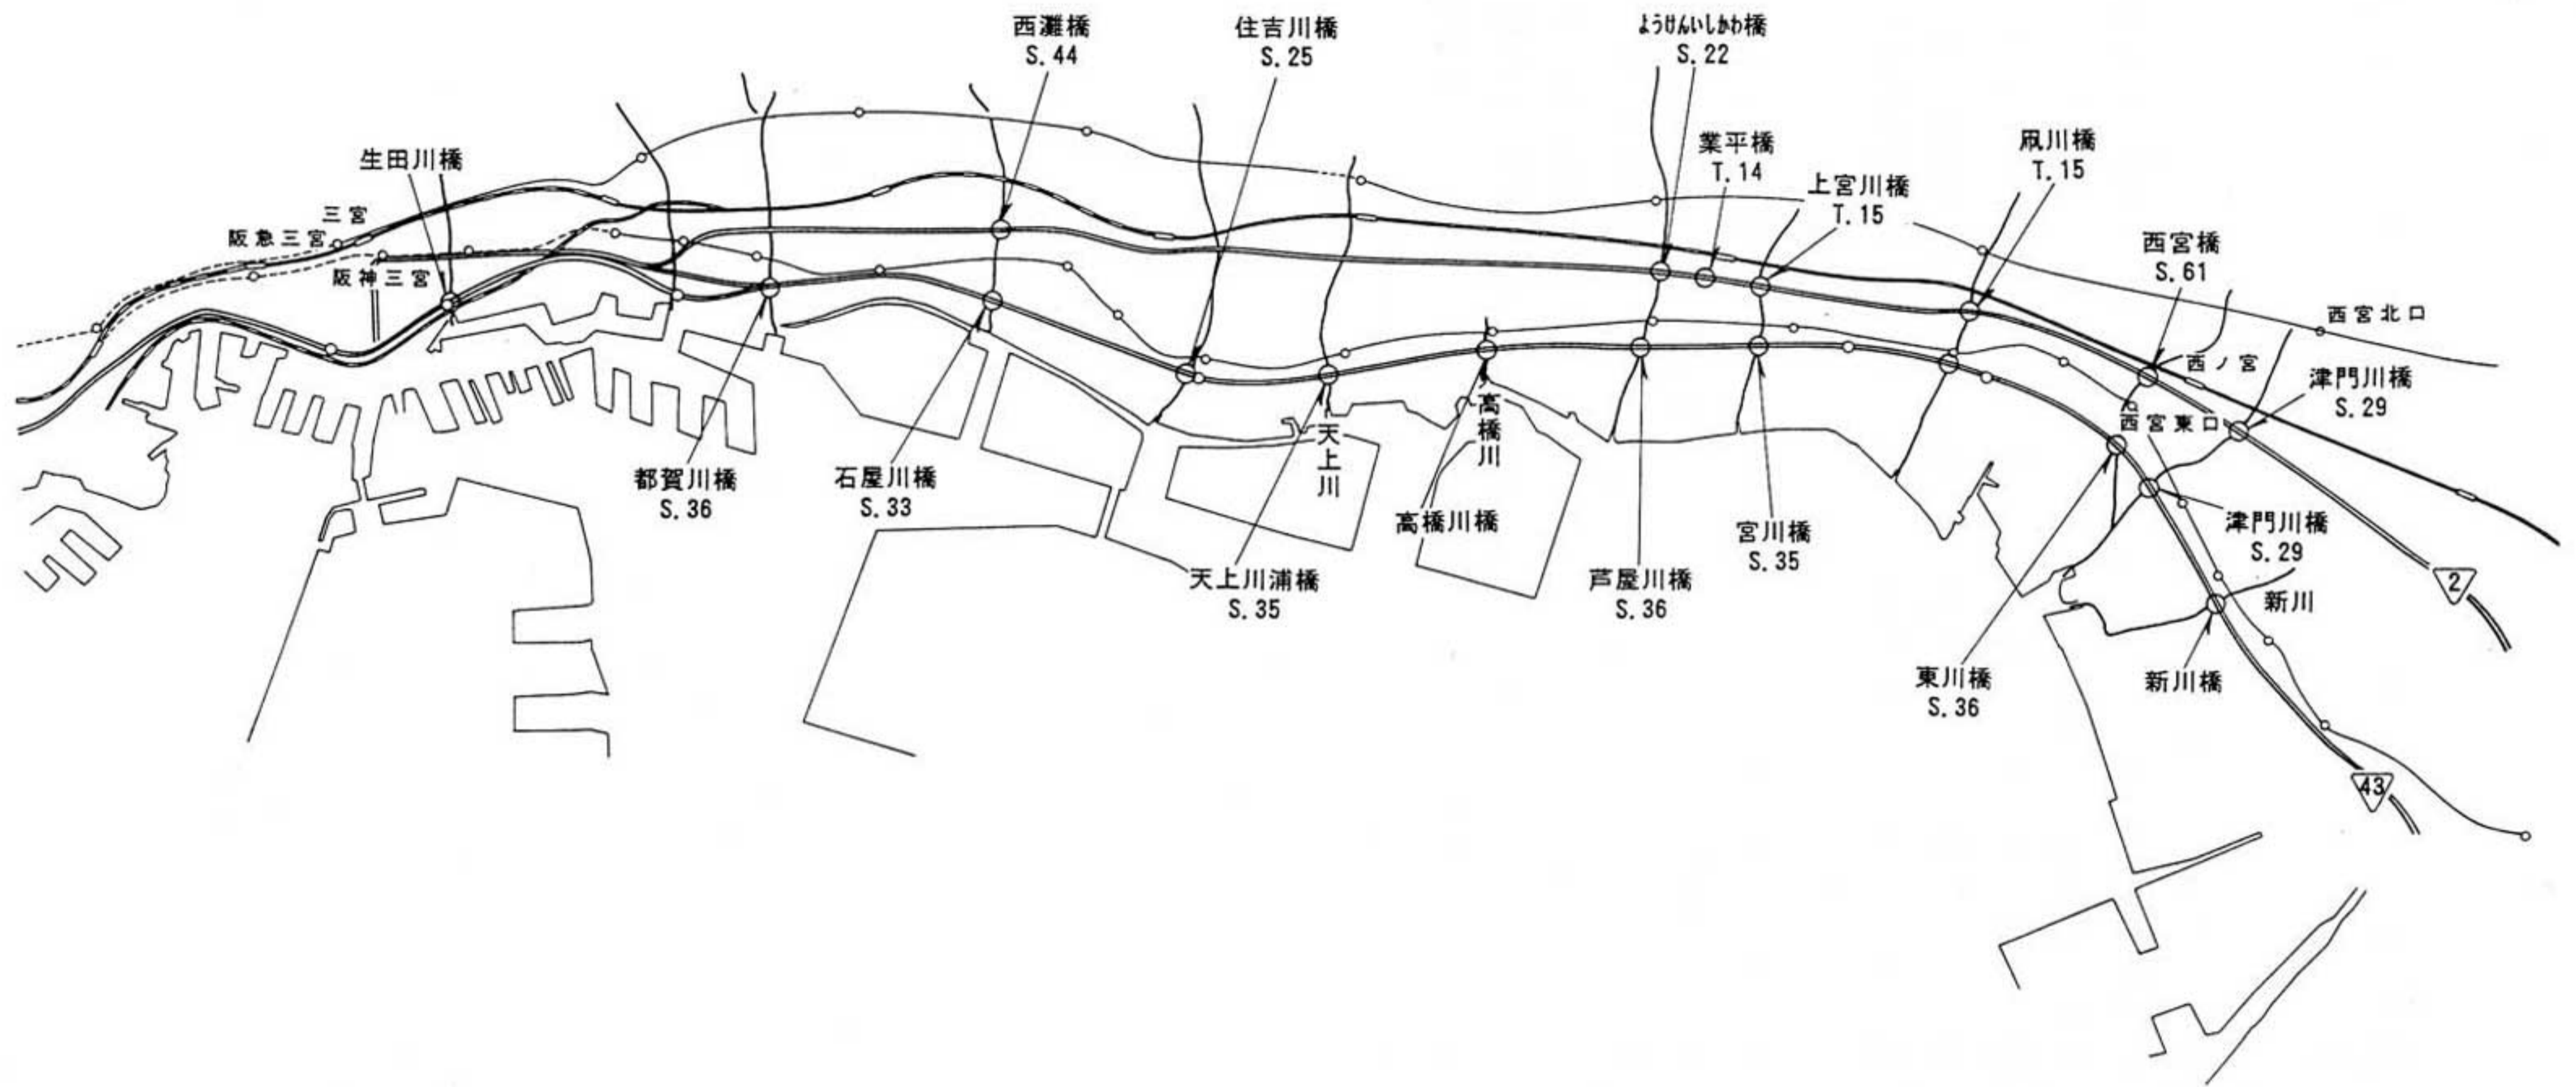 西灘橋
S. 44
住吉川橋
S. 25
ようけんいしかわ橋
S. 22
業平橋
T. 14
上宮川橋
T. 15
凩川橋
T. 15
生田川橋
三宮
阪急三宮
阪神三宮
西宮橋
S. 61
西宮北口
西ノ宮
津門川橋
S. 29
西宮東口
都賀川橋
S. 36
石屋川橋
S. 33
天上川
高橋川
高橋川橋
天上川浦橋
S. 35
芦屋川橋
S. 36
宮川橋
S. 35
津門川橋
S. 29
2
新川
東川橋
S. 36
新川橋
43